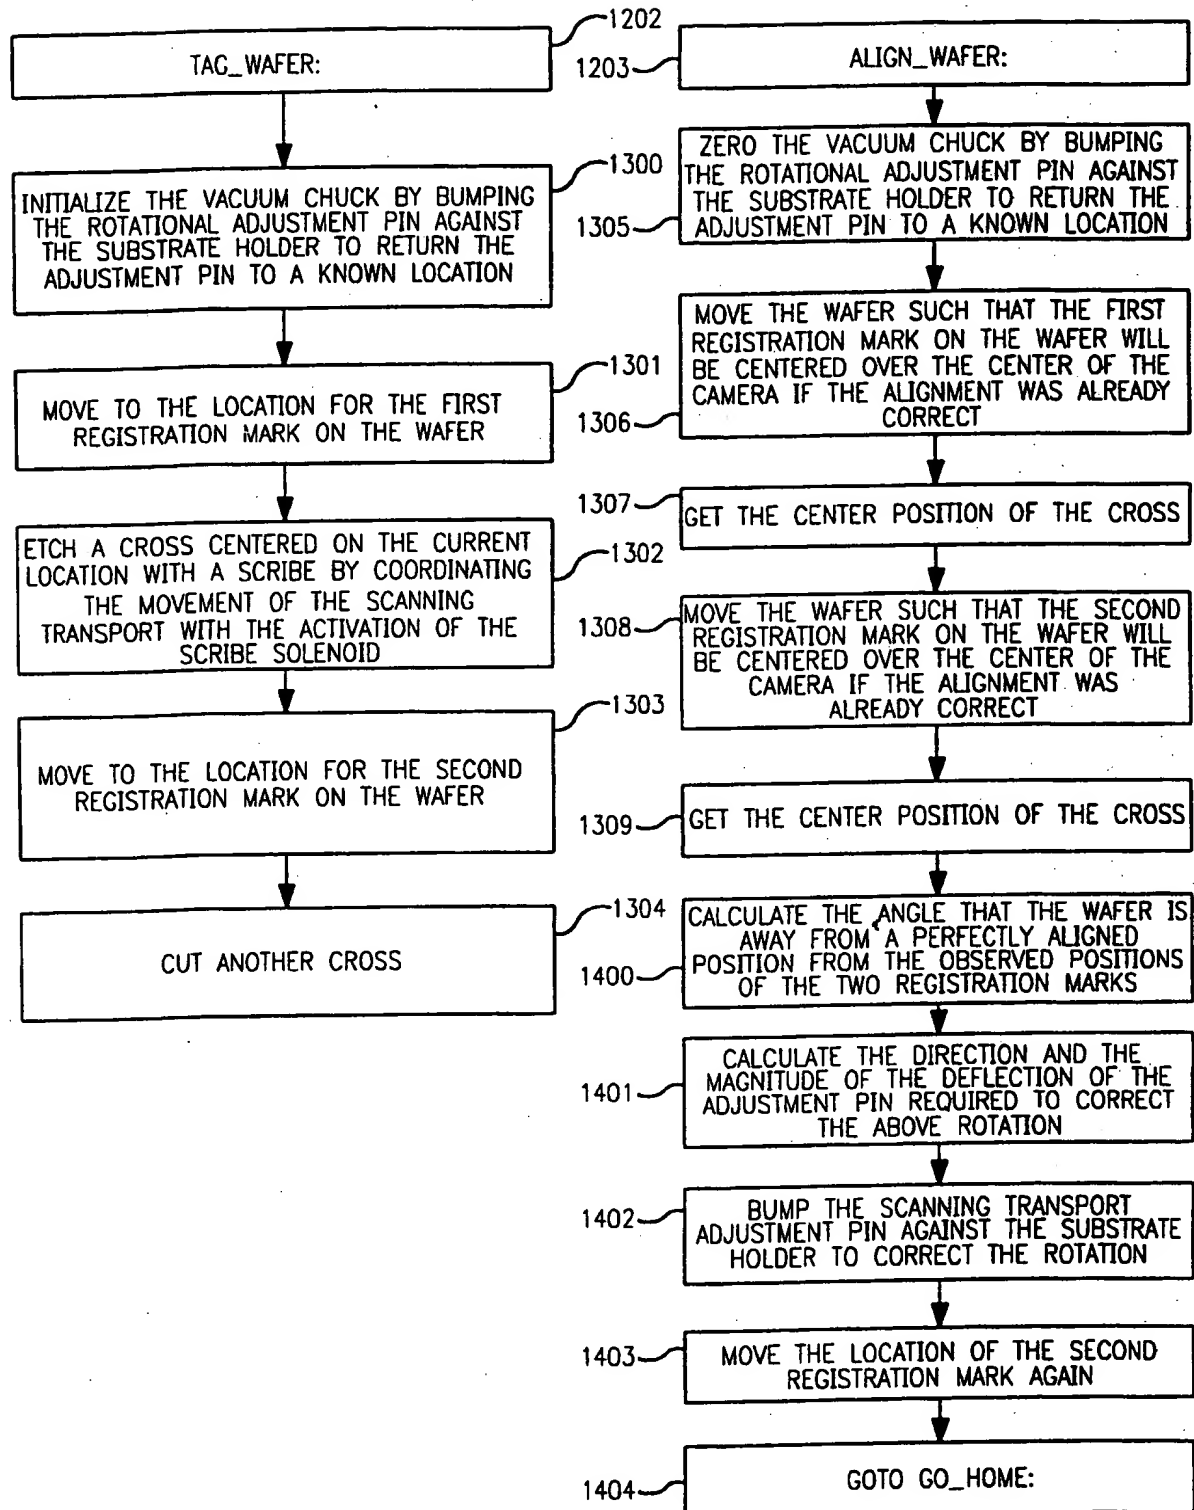 1202
TAG_WAFER:
1300
INITIALIZE THE VACUUM CHUCK BY BUMPING
THE ROTATIONAL ADJUSTMENT PIN AGAINST
THE SUBSTRATE HOLDER TO RETURN THE
ADJUSTMENT PIN TO A KNOWN LOCATION
1301
MOVE TO THE LOCATION FOR THE FIRST
REGISTRATION MARK ON THE WAFER
1302
ETCH A CROSS CENTERED ON THE CURRENT
LOCATION WITH A SCRIBE BY COORDINATING
THE MOVEMENT OF THE SCANNING
TRANSPORT WITH THE ACTIVATION OF THE
SCRIBE SOLENOID
1303
MOVE TO THE LOCATION FOR THE SECOND
REGISTRATION MARK ON THE WAFER
1304
CUT ANOTHER CROSS
1203
ALIGN_WAFER:
1305
ZERO THE VACUUM CHUCK BY BUMPING
THE ROTATIONAL ADJUSTMENT PIN AGAINST
THE SUBSTRATE HOLDER TO RETURN THE
ADJUSTMENT PIN TO A KNOWN LOCATION
1306
MOVE THE WAFER SUCH THAT THE FIRST
REGISTRATION MARK ON THE WAFER WILL
BE CENTERED OVER THE CENTER OF THE
CAMERA IF THE ALIGNMENT WAS ALREADY
CORRECT
1307
GET THE CENTER POSITION OF THE CROSS
1308
MOVE THE WAFER SUCH THAT THE SECOND
REGISTRATION MARK ON THE WAFER WILL
BE CENTERED OVER THE CENTER OF THE
CAMERA IF THE ALIGNMENT WAS
ALREADY CORRECT
1309
GET THE CENTER POSITION OF THE CROSS
1400
CALCULATE THE ANGLE THAT THE WAFER IS
AWAY FROM A PERFECTLY ALIGNED
POSITION FROM THE OBSERVED POSITIONS
OF THE TWO REGISTRATION MARKS
1401
CALCULATE THE DIRECTION AND THE
MAGNITUDE OF THE DEFLECTION OF THE
ADJUSTMENT PIN REQUIRED TO CORRECT
THE ABOVE ROTATION
1402
BUMP THE SCANNING TRANSPORT
ADJUSTMENT PIN AGAINST THE SUBSTRATE
HOLDER TO CORRECT THE ROTATION
1403
MOVE THE LOCATION OF THE SECOND
REGISTRATION MARK AGAIN
1404
GOTO GO_HOME: